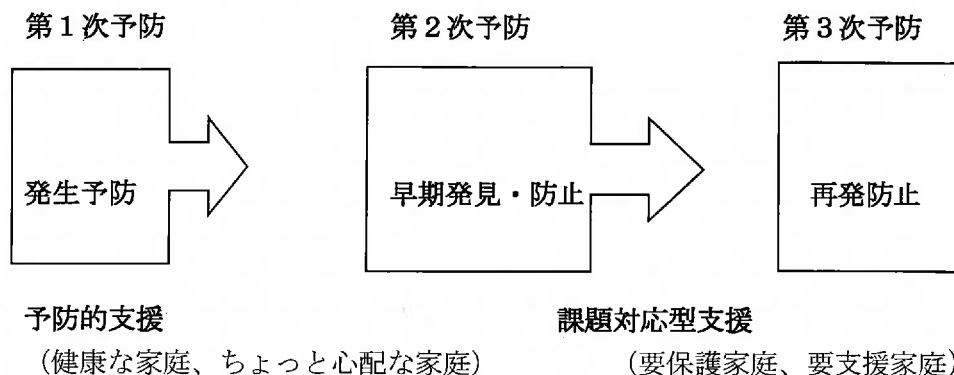 第１次予防　第２次予防　第３次予防
発生予防　早期発見・防止　再発防止
予防的支援　課題対応型支援
（健康な家庭、ちょっと心配な家庭）　（要保護家庭、要支援家庭）